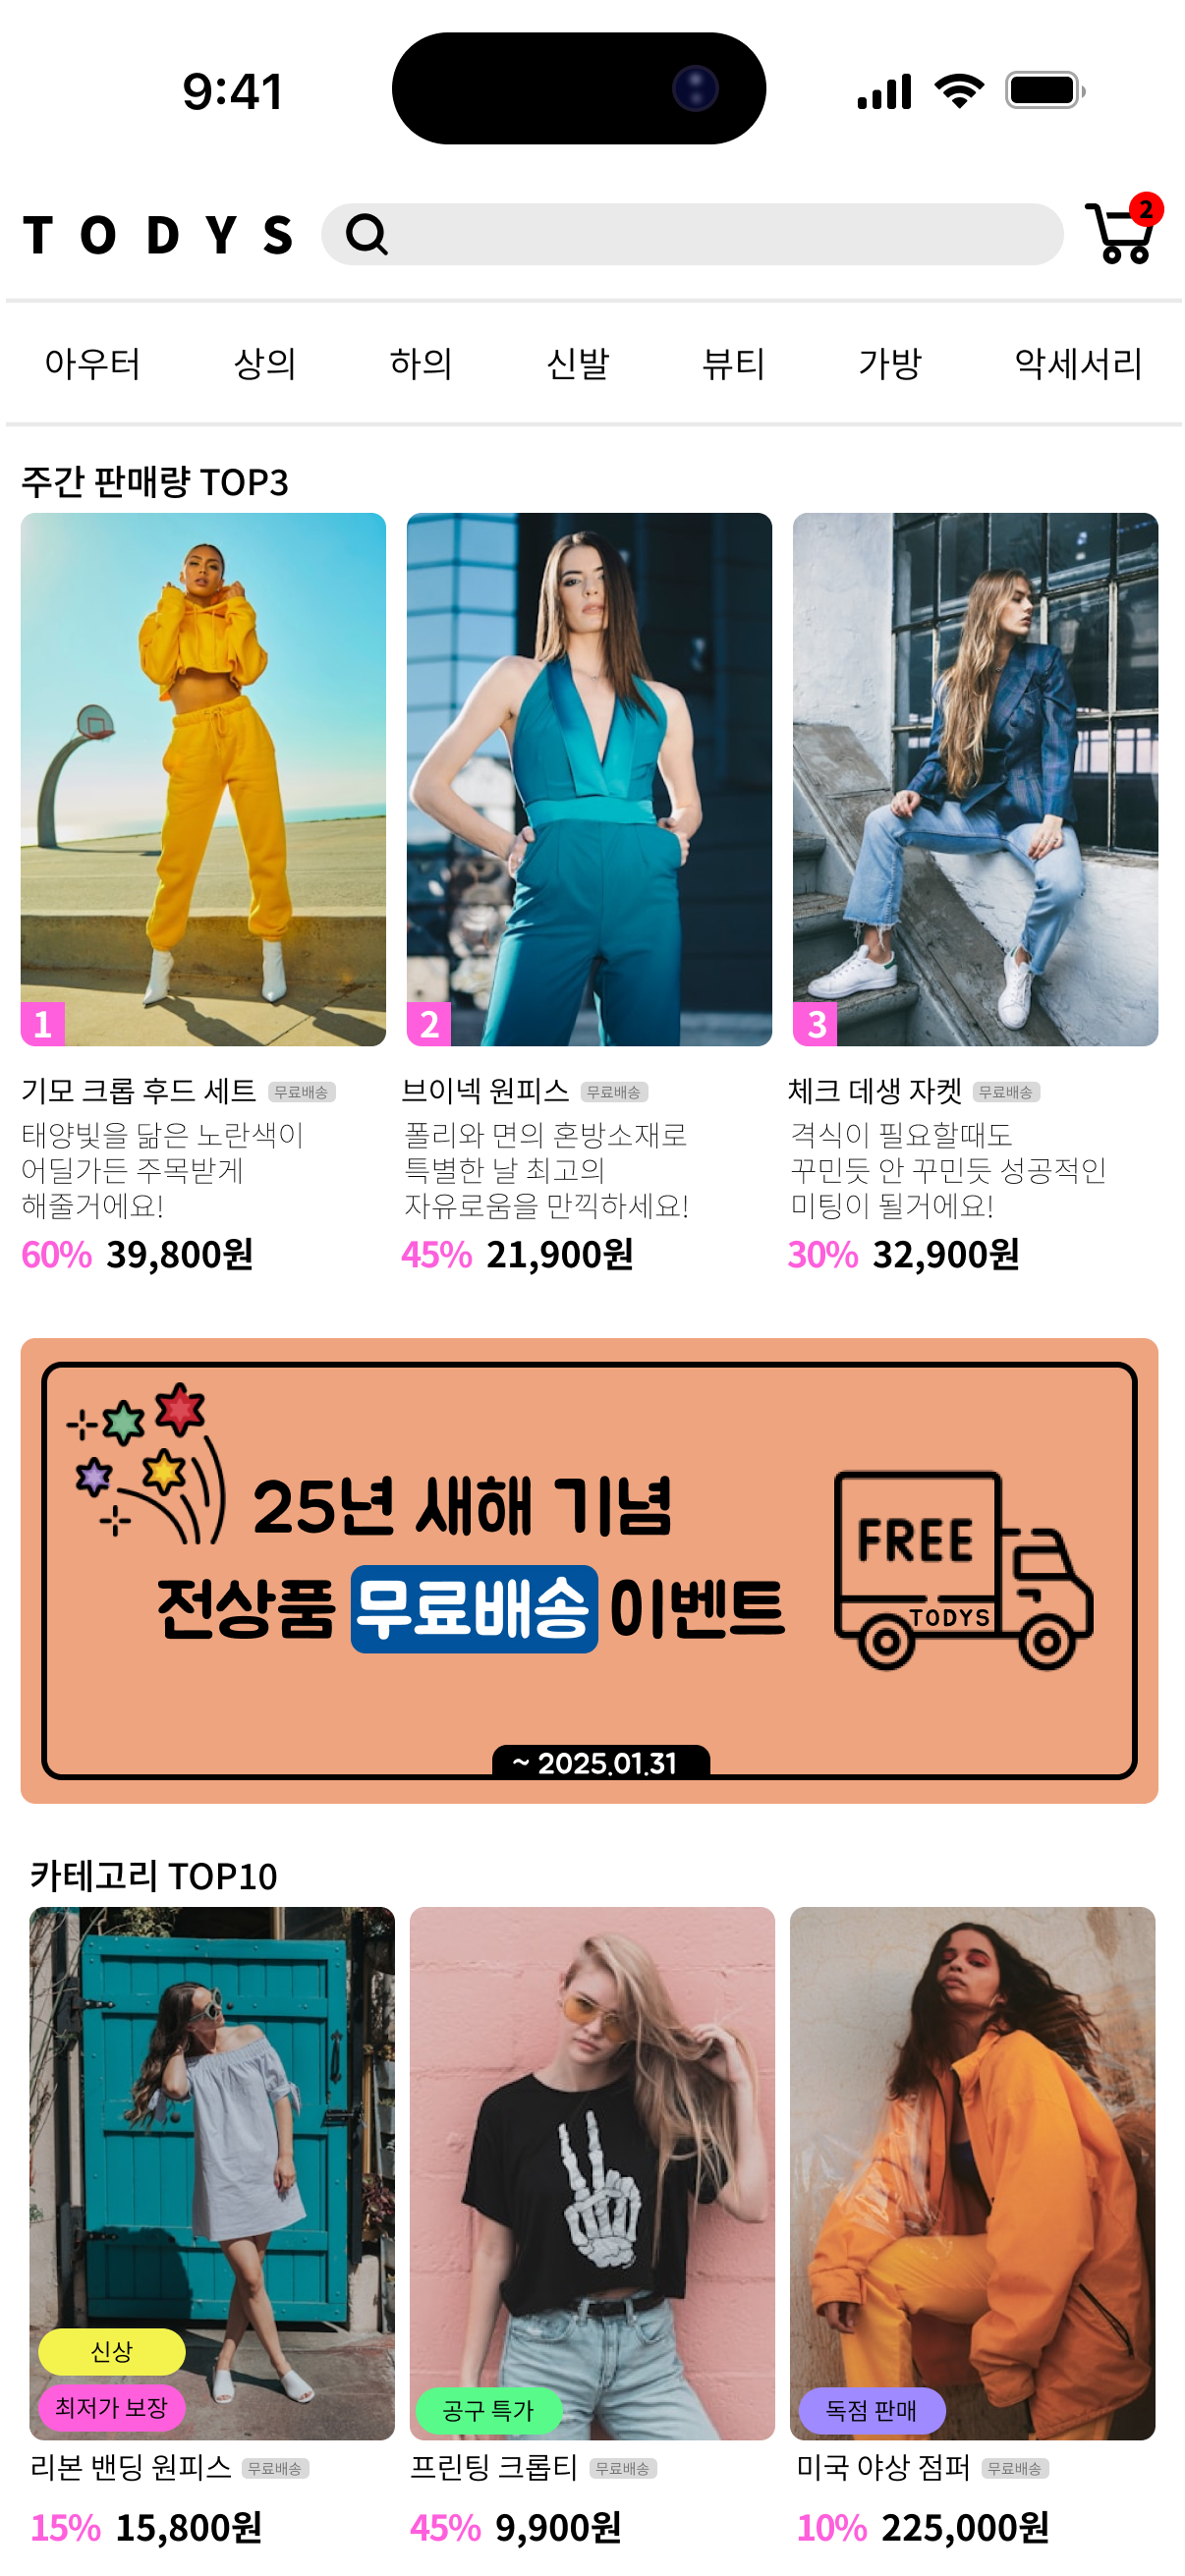 9:41
TODYS
2
아우터 상의 하의 신발 뷰티 가방 악세서리
주간 판매량 TOP3
1
2
3
기모 크롭 후드 세트 무료배송
태양빛을 닮은 노란색이
어딜가든 주목받게
해줄거에요!
60% 39,800원
브이넥 원피스 무료배송
폴리와 면의 혼방소재로
특별한 날 최고의
자유로움을 만끽하세요!
45% 21,900원
체크 데생 자켓 무료배송
격식이 필요할때도
꾸민듯 안 꾸민듯 성공적인
미팅이 될거에요!
30% 32,900원
25년 새해 기념
전상품 무료배송 이벤트
FREE
TODYS
~ 2025.01.31
카테고리 TOP10
신상
최저가 보장
공구 특가
독점 판매
리본 밴딩 원피스 무료배송
15% 15,800원
프린팅 크롭티 무료배송
45% 9,900원
미국 야상 점퍼 무료배송
10% 225,000원